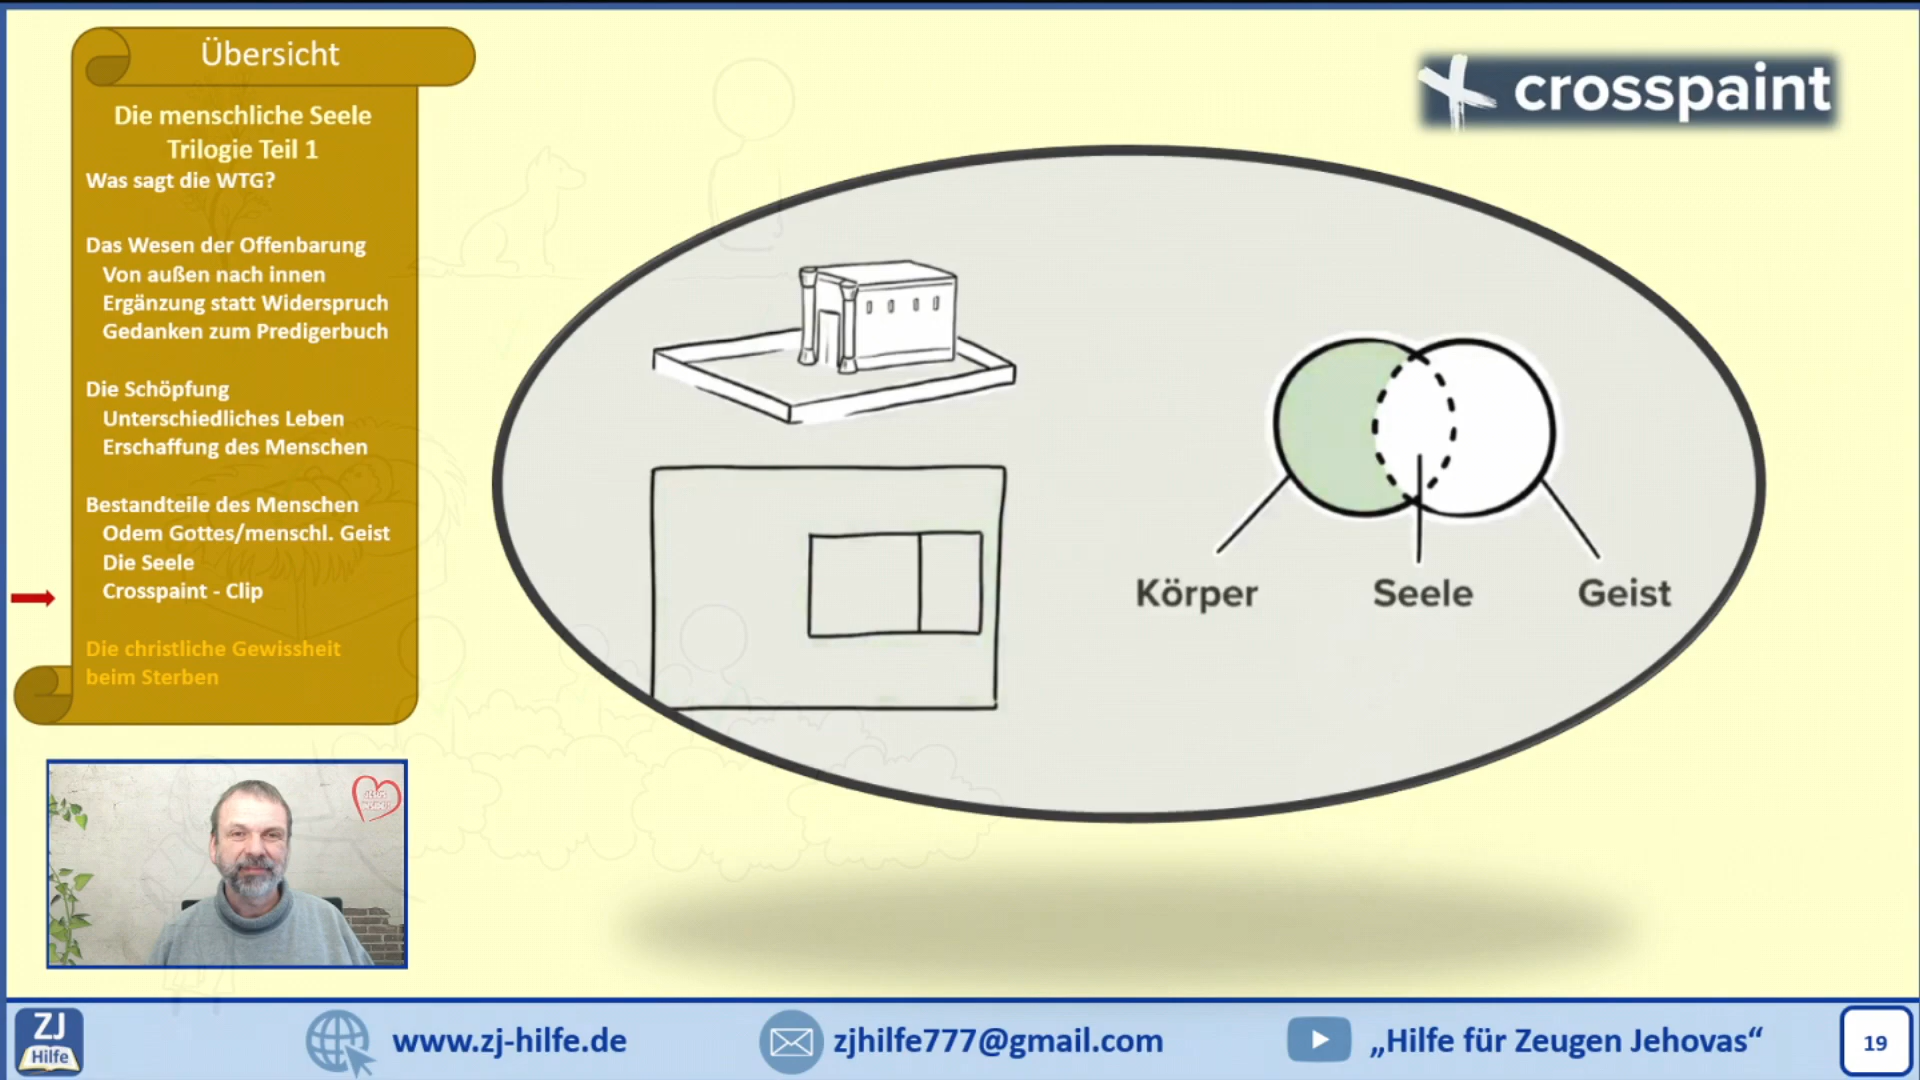 Übersicht
Die menschliche Seele
Trilogie Teil 1
Was sagt die WTG?
Das Wesen der Offenbarung
Von außen nach innen
Ergänzung statt Widerspruch
Gedanken zum Predigerbuch
Die Schöpfung
Unterschiedliches Leben
Erschaffung des Menschen
Bestandteile des Menschen
Odem Gottes/menschl. Geist
Die Seele
Crosspaint - Clip
Die christliche Gewissheit
beim Sterben
crosspaint
Körper
Seele
Geist
JESUS
ZJ
Hilfe
www.zj-hilfe.de
zjhilfe777@gmail.com
„Hilfe für Zeugen Jehovas“
19